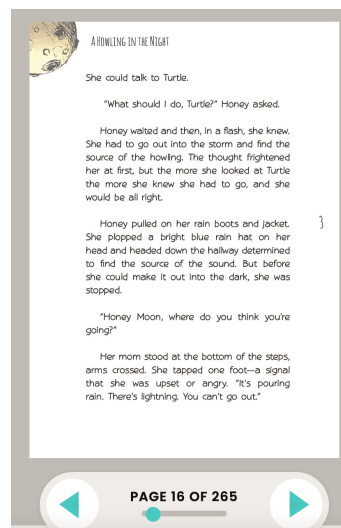 A Howling in the Night
She could talk to Turtle.
"What should I do, Turtle?" Honey asked.
Honey waited and then, in a flash, she knew.
She had to go out into the storm and find the
source of the howling. The thought frightened
her at first, but the more she looked at Turtle
the more she knew she had to go, and she
would be all right.
Honey pulled on her rain boots and jacket.
She plopped a bright blue rain hat on her
head and headed down the hallway determined
to find the source of the sound. But before
she could make it out into the dark, she was
stopped.
3
"Honey Moon, where do you think you're
going?"
Her mom stood at the bottom of the steps,
arms crossed. She tapped one foot—a signal
that she was upset or angry. "It's pouring
rain. There's lightning. You can't go out."
PAGE 16 OF 265